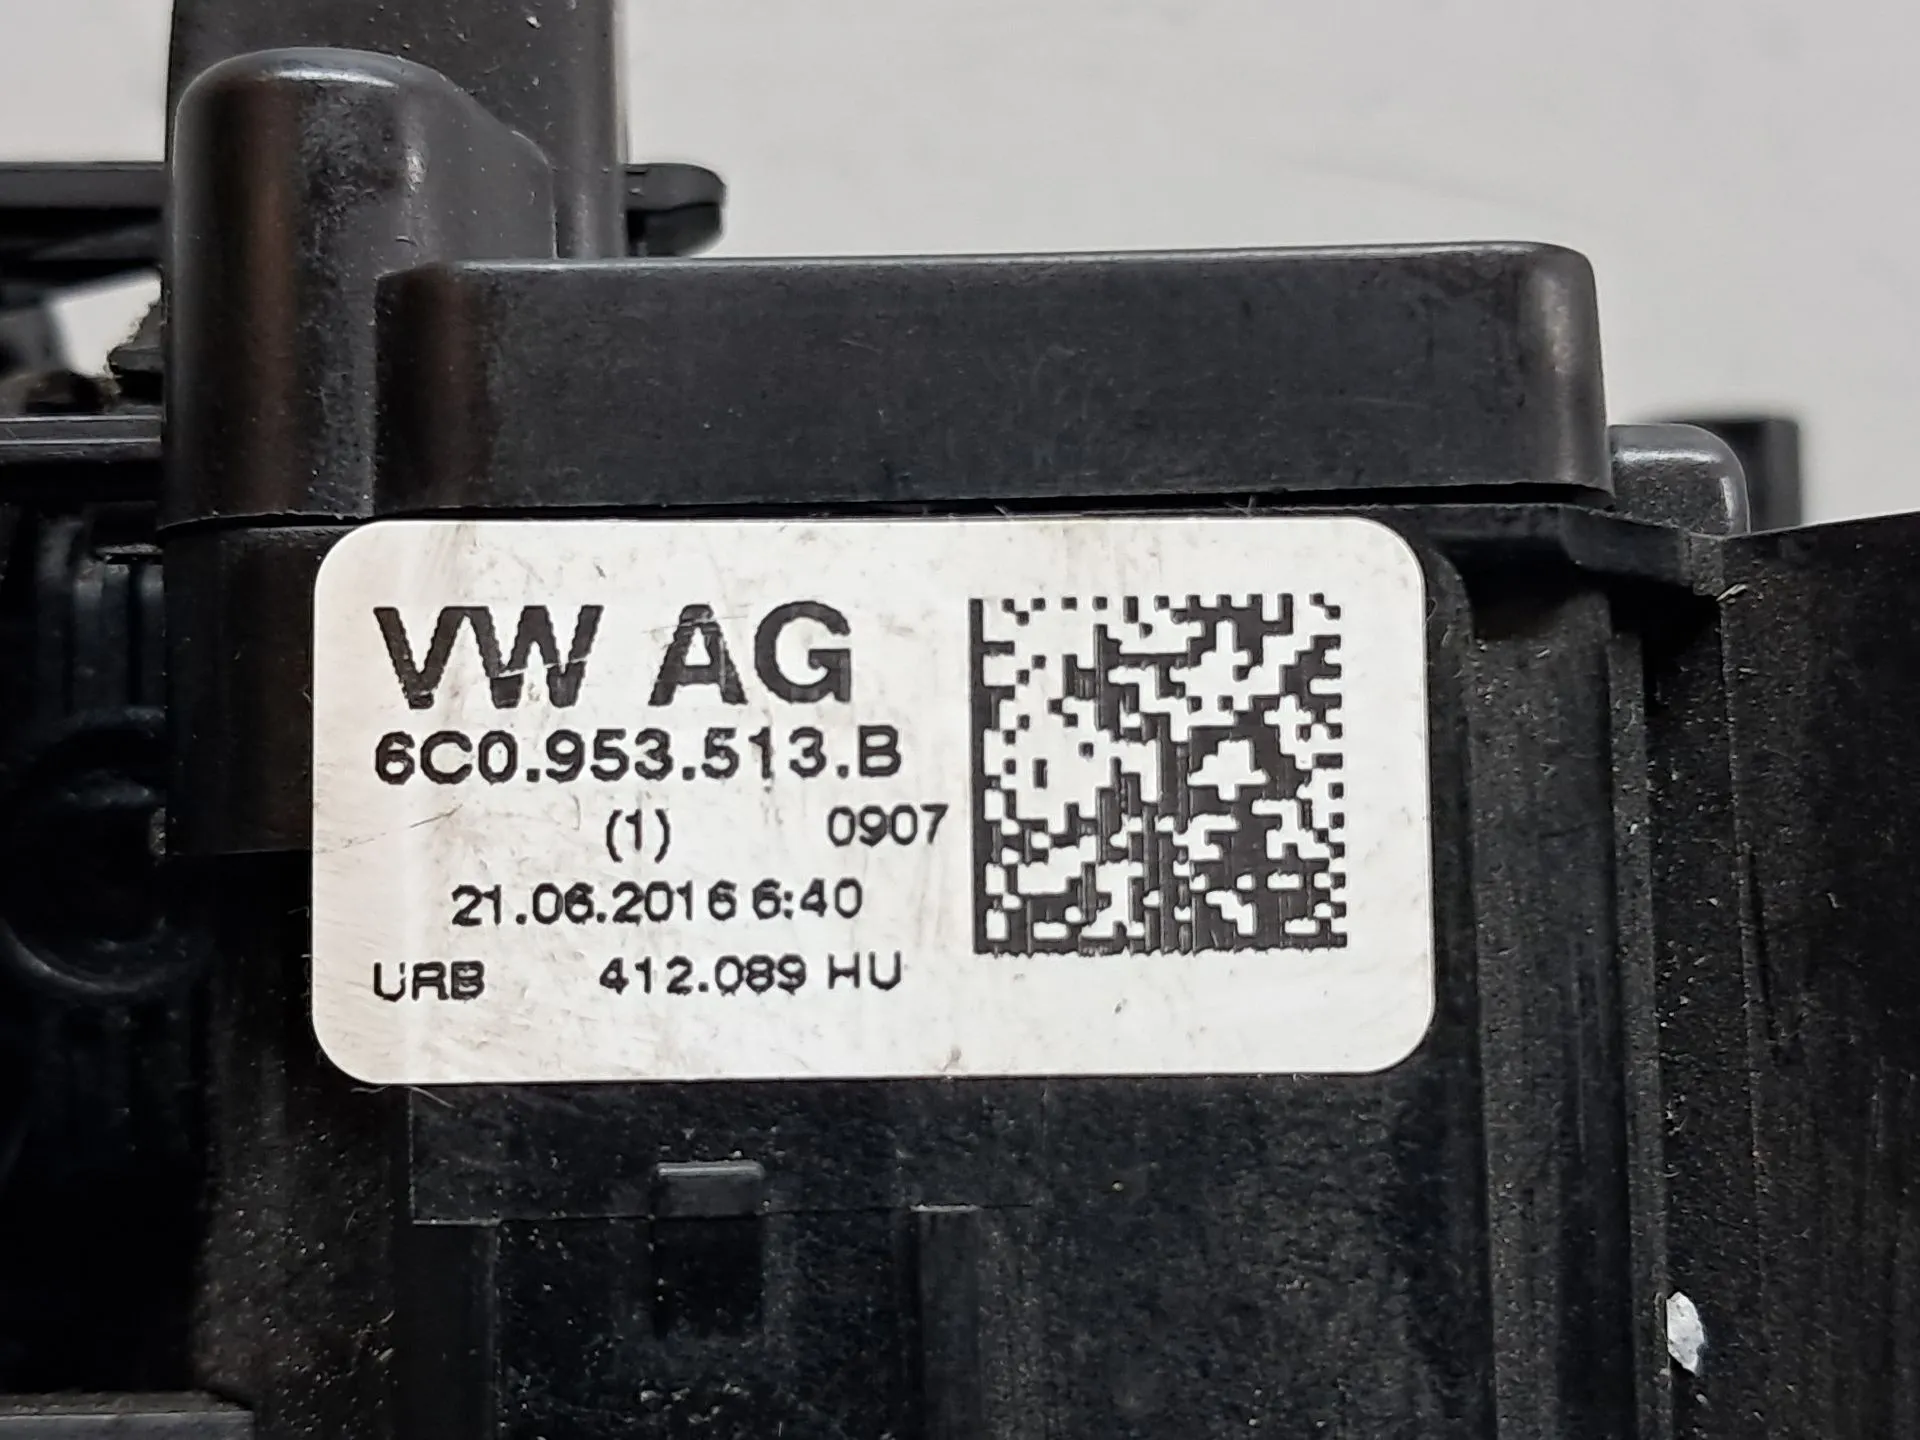 VW AG
6C0.953.513.B
(1) 0907
21.06.2016 6:40
URB 412.089 HU